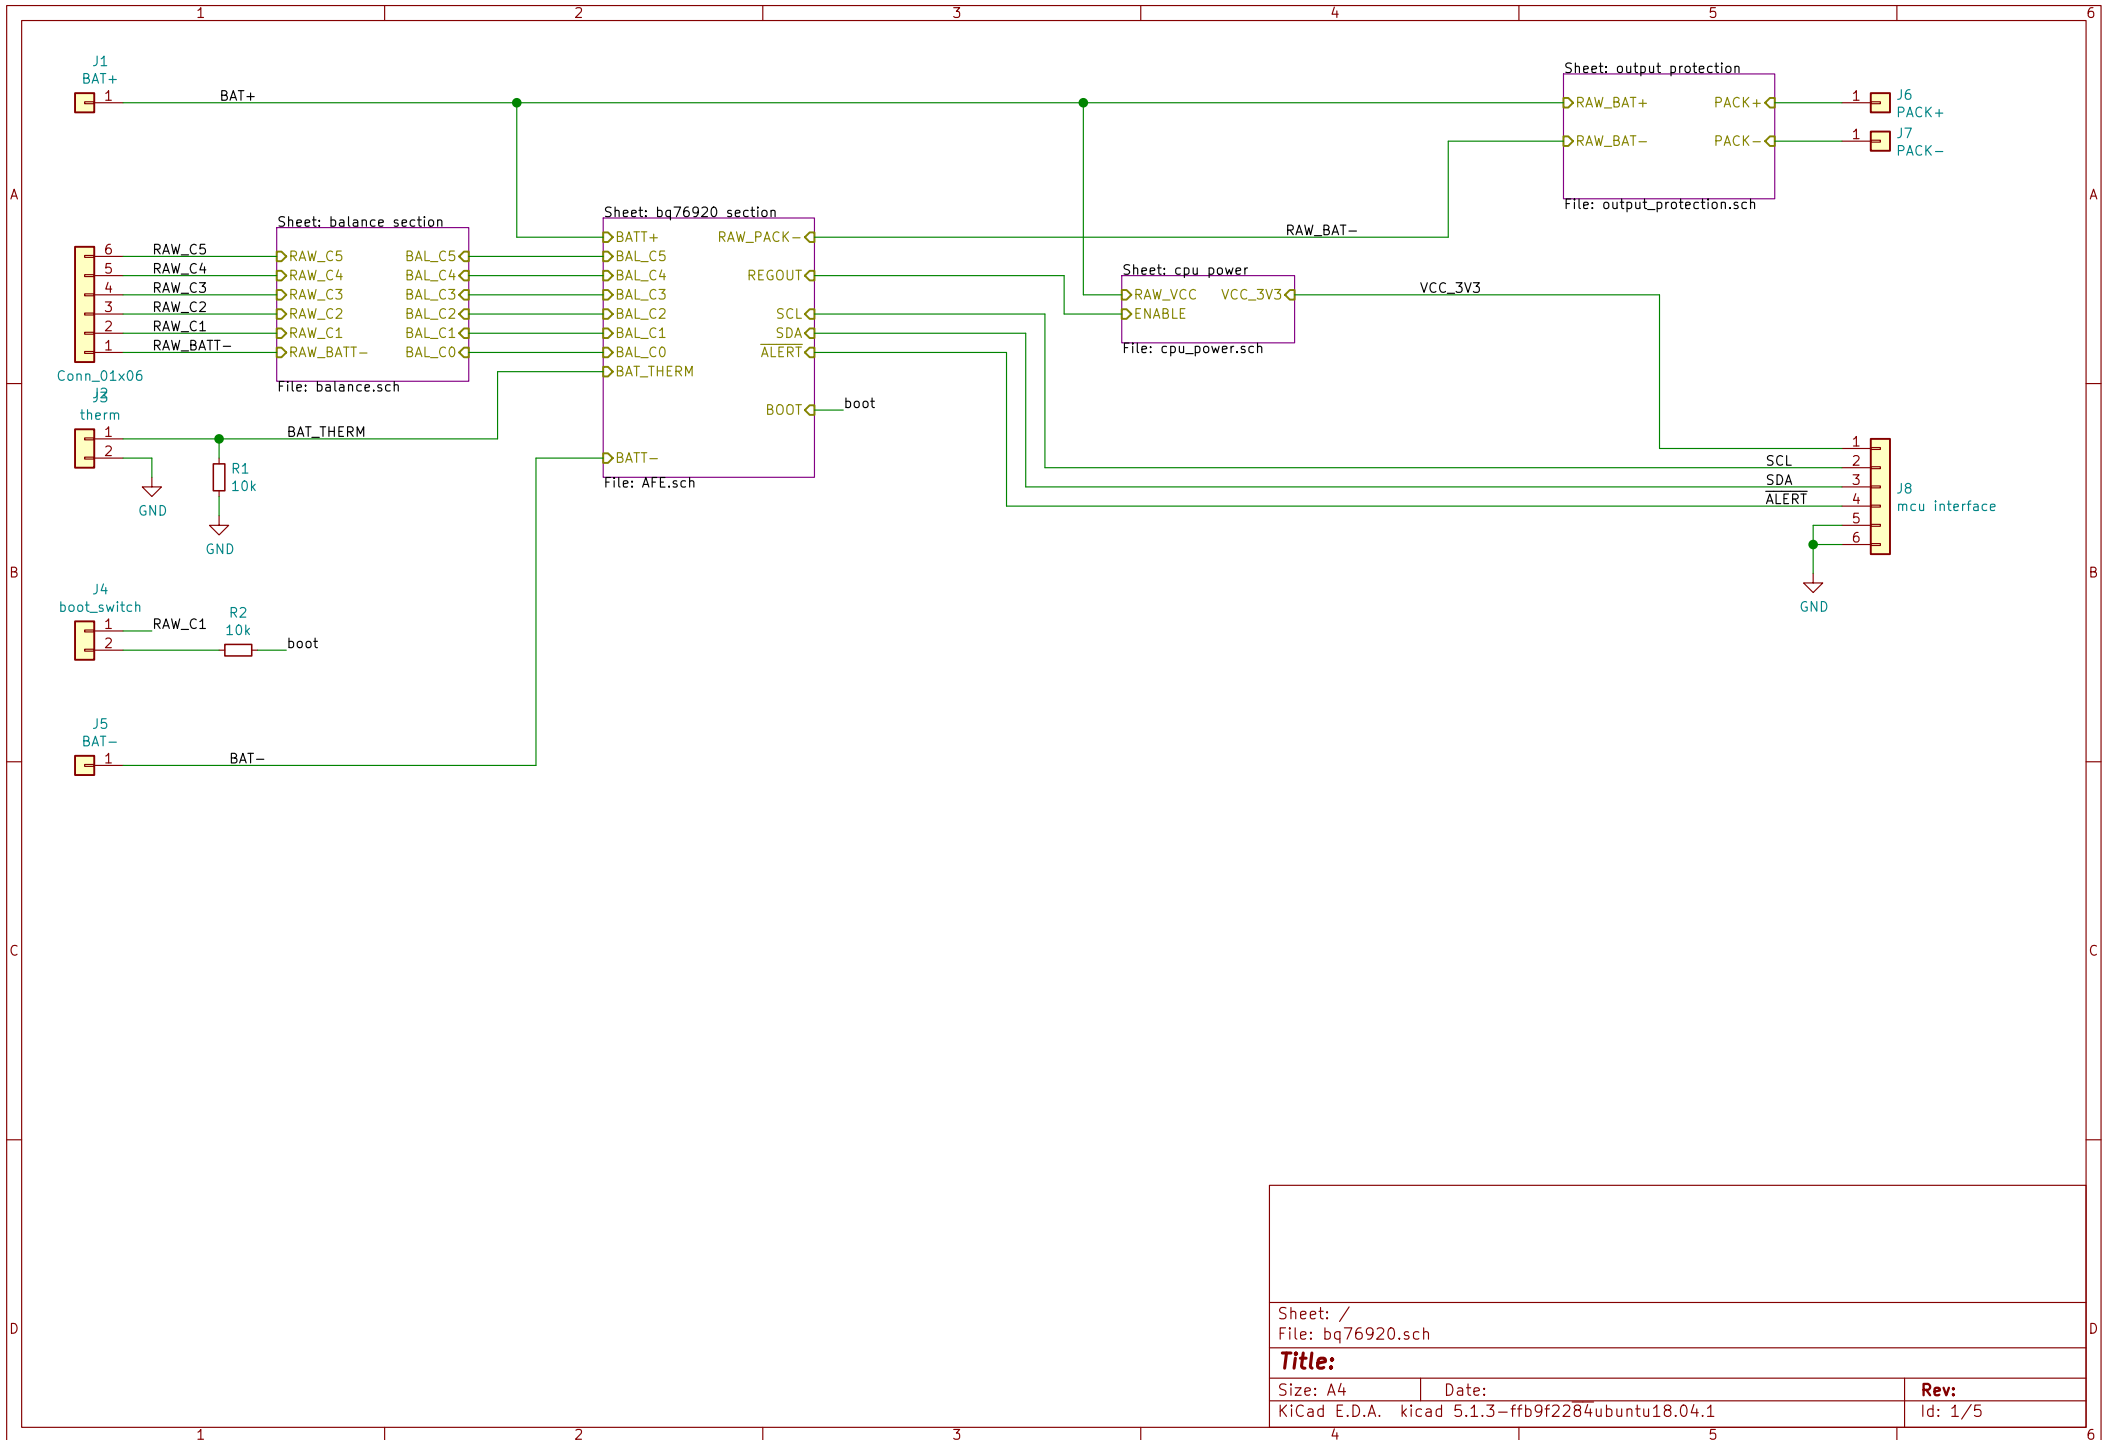 1 2 3 4 5 6
J1
BAT+
1
BAT+
Sheet: output protection
RAW_BAT+
PACK+
1
J6
PACK+
RAW_BAT-
PACK-
1
J7
PACK-
File: output_protection.sch
A
A
Sheet: balance section
6
RAW_C5
RAW_C5
BAL_C5
5
RAW_C4
RAW_C4
BAL_C4
4
RAW_C3
RAW_C3
BAL_C3
3
RAW_C2
RAW_C2
BAL_C2
2
RAW_C1
RAW_C1
BAL_C1
1
RAW_BATT-
RAW_BATT-
BAL_C0
Conn_01x06
J2
File: balance.sch
Sheet: bq76920 section
BATT+
RAW_PACK-
BAL_C5
BAL_C4
REGOUT
BAL_C3
BAL_C2
SCL
BAL_C1
SDA
BAL_C0
ALERT
BAT_THERM
BOOT
boot
BATT-
File: AFE.sch
RAW_BAT-
Sheet: cpu power
RAW_VCC
VCC_3V3
ENABLE
File: cpu_power.sch
VCC_3V3
J3
therm
1
2
BAT_THERM
R1
10k
GND
GND
1
SCL
2
SDA
3
ALERT
4
5
6
J8
mcu interface
GND
B
B
J4
boot_switch
1
RAW_C1
2
R2
10k
boot
J5
BAT-
1
BAT-
C
C
D
D
Sheet: /
File: bq76920.sch
Title:
Size: A4
Date:
Rev:
KiCad E.D.A. kicad 5.1.3-ffb9f2284ubuntu18.04.1
Id: 1/5
1 2 3 4 5 6